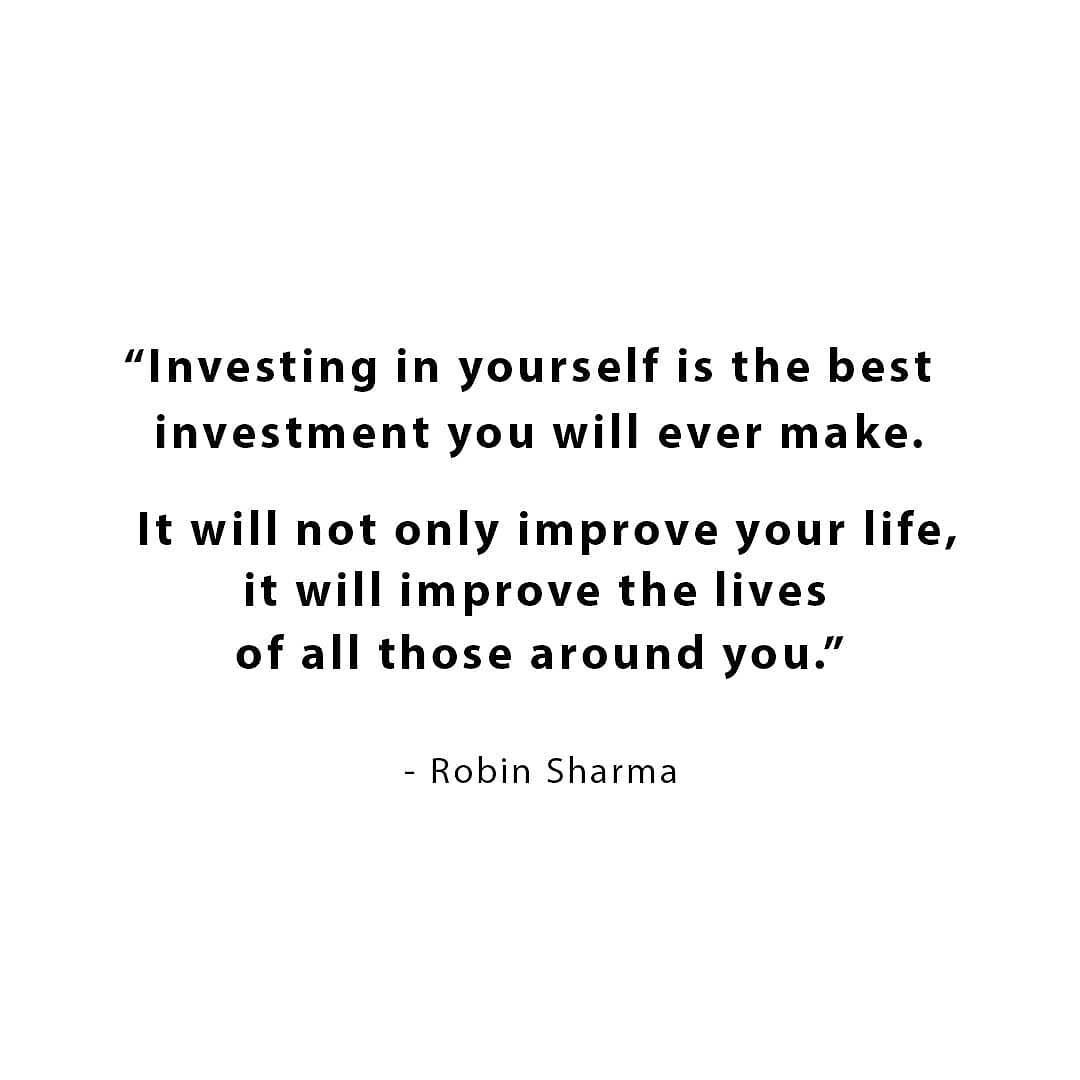 “Investing in yourself is the best
investment you will ever make.
It will not only improve your life,
it will improve the lives
of all those around you.”
- Robin Sharma